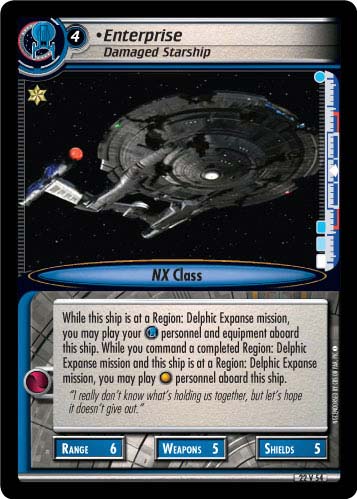 4
•Enterprise
Damaged Starship
NX Class
While this ship is at a Region: Delphic Expanse mission,
you may play your personnel and equipment aboard
this ship. While you command a completed Region: Delphic
Expanse mission and this ship is at a Region: Delphic Expanse
mission, you may play personnel aboard this ship.
"I really don't know what's holding us together, but let's hope
it doesn't give out."
RANGE 6
WEAPONS 5
SHIELDS 5
22 V 54